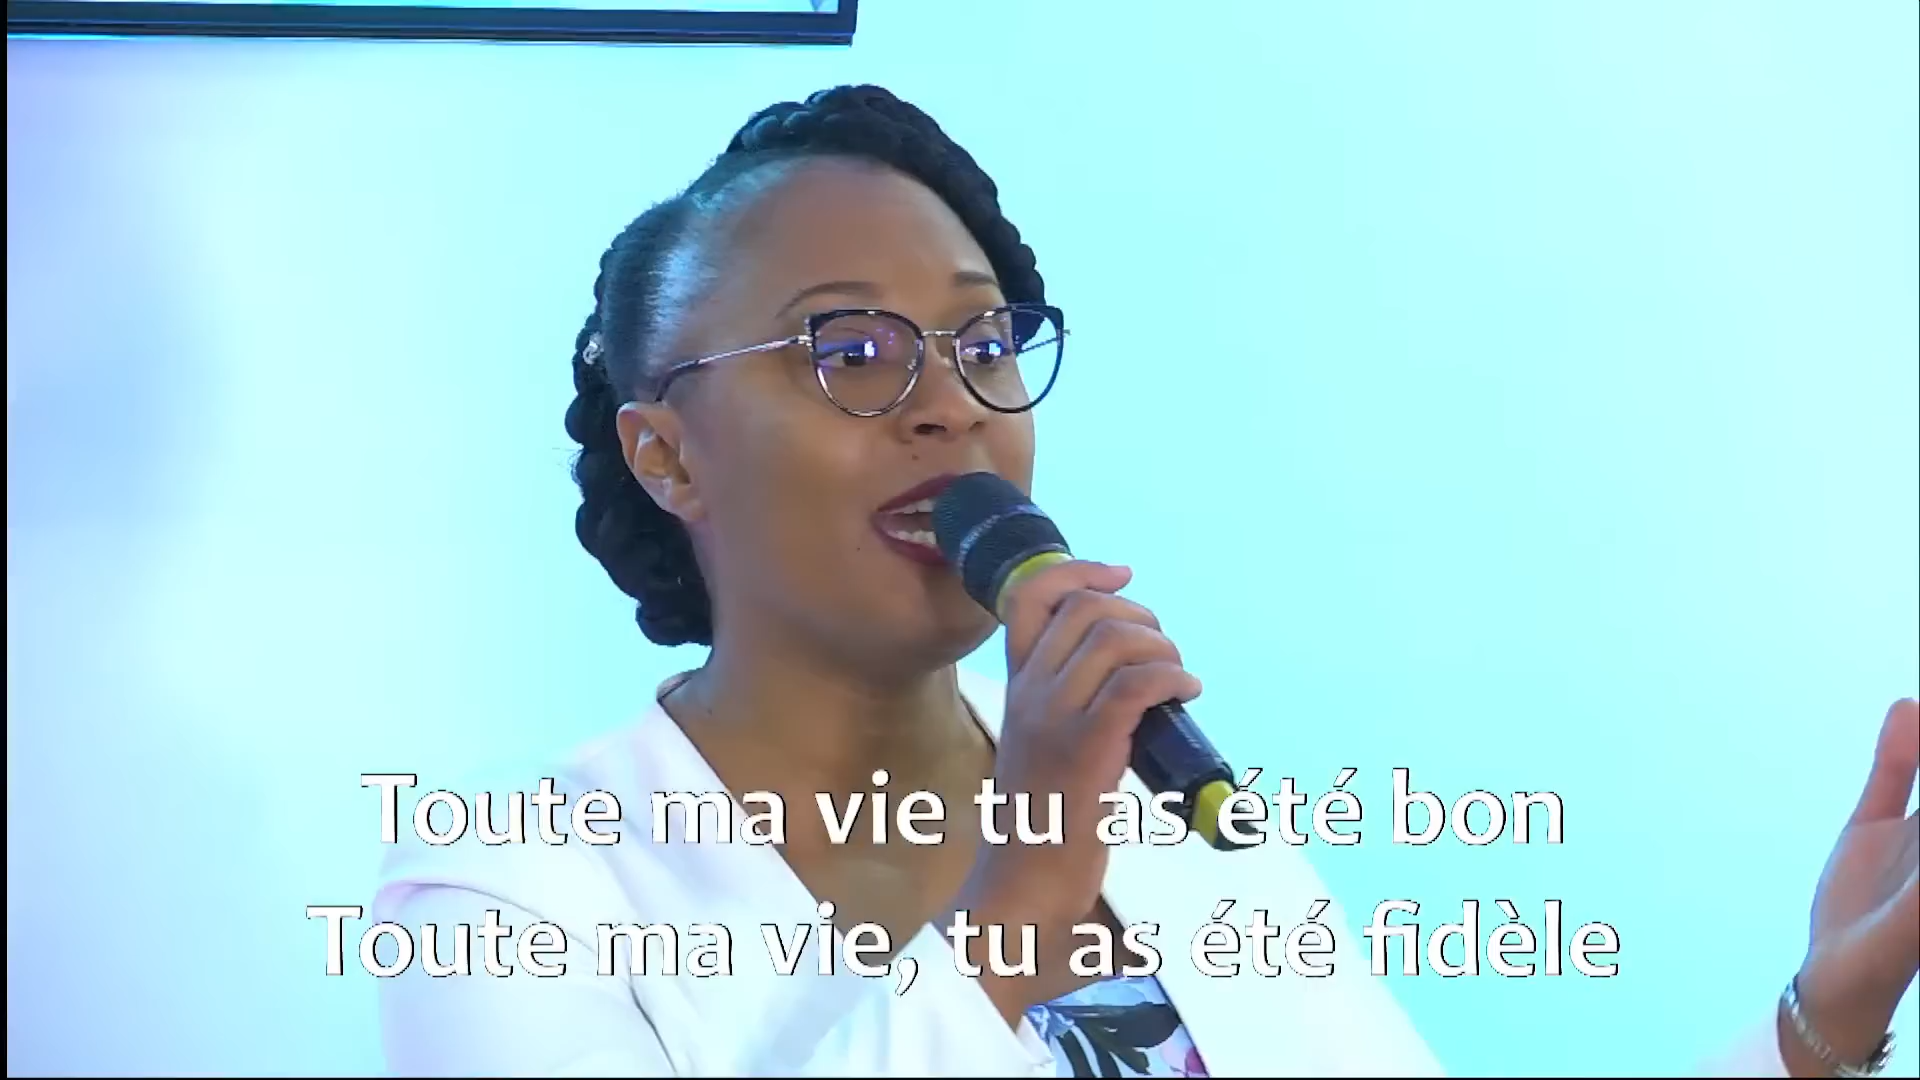 Toute ma vie tu as été bon
Toute ma vie, tu as été fidèle